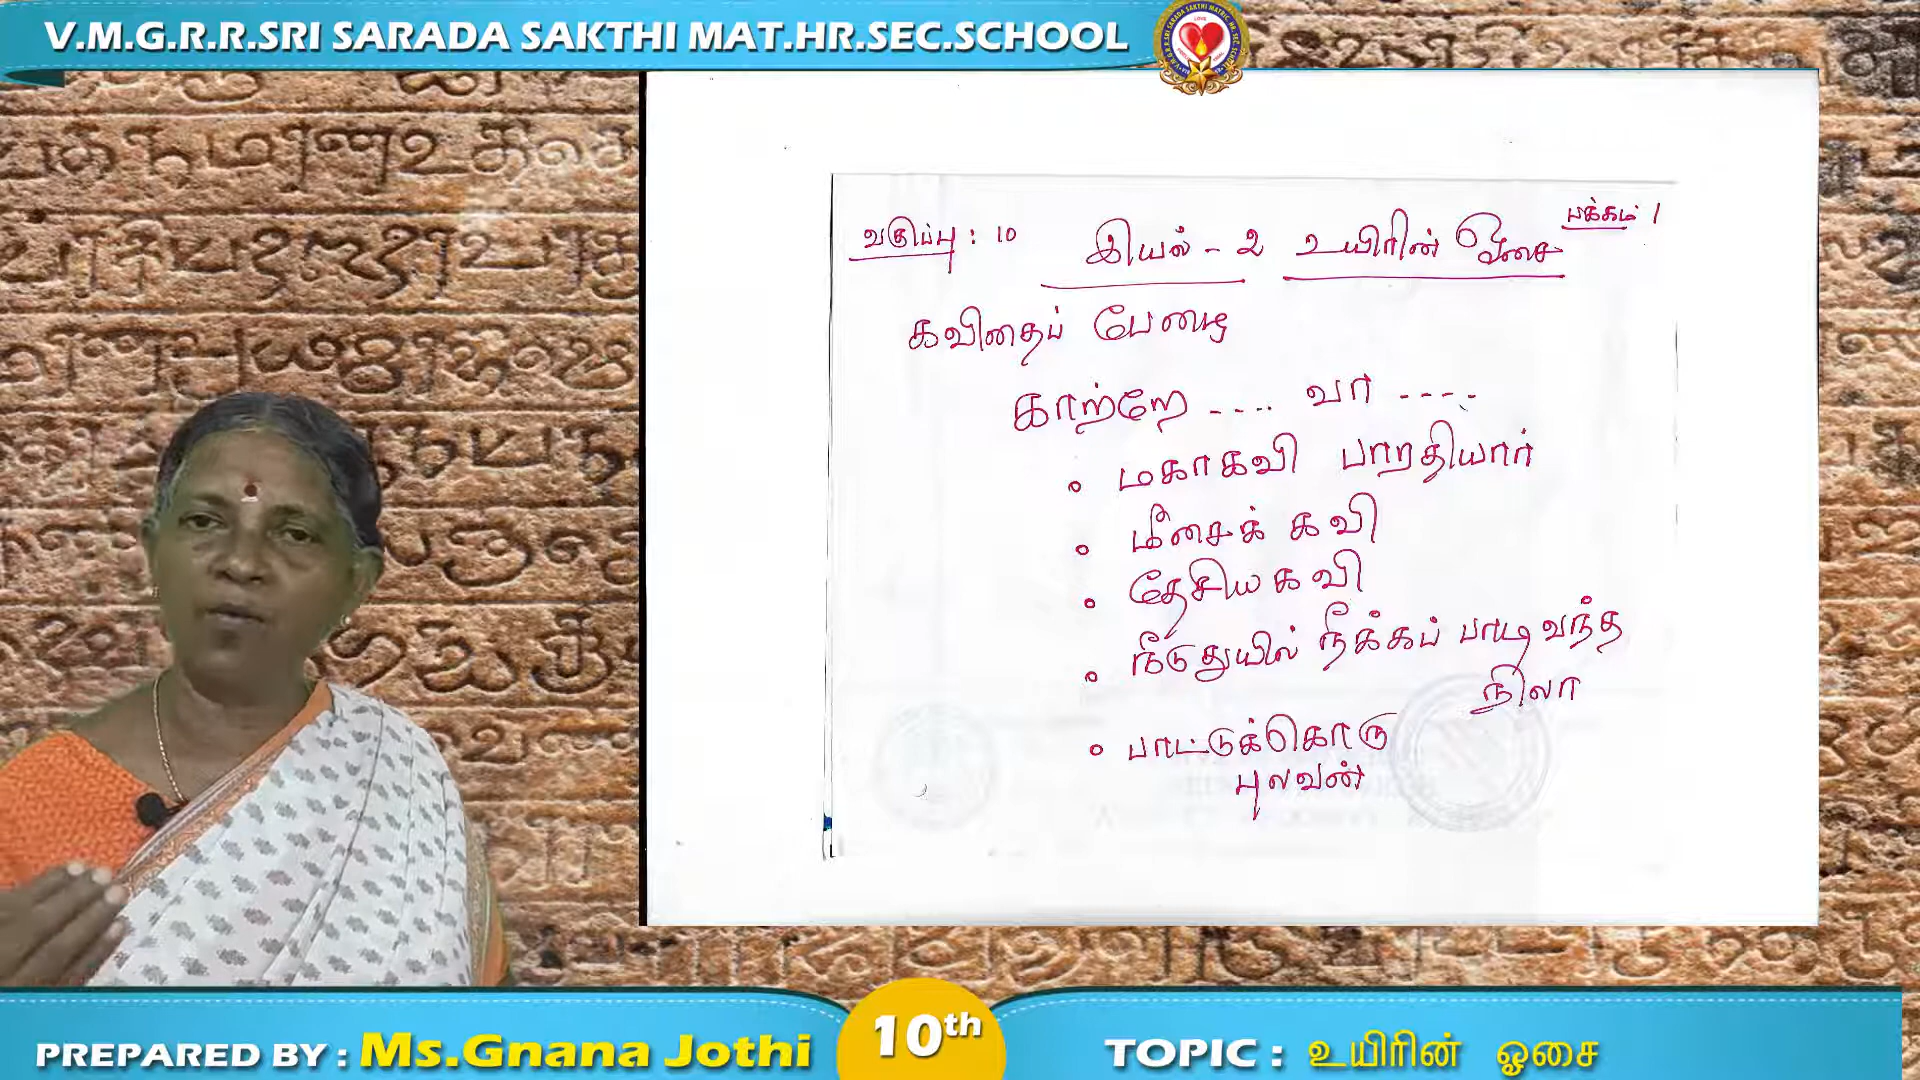 V.M.G.R.R.SRI SARADA SAKTHI MAT.HR.SEC.SCHOOL
பக்கம் 1
வகுப்பு : 10 இயல் - 2 உயிரின் ஓசை
கவிதைப் பேழை
காற்றே .... வா ----
• மகாகவி பாரதியார்
• மீசைக் கவி
• தேசிய கவி
• நீடுதுயில் நீக்கப் பாடி வந்த
நிலா
• பாட்டுக்கொரு
புலவன்
PREPARED BY : Ms.Gnana Jothi
10th
TOPIC : உயிரின் ஓசை